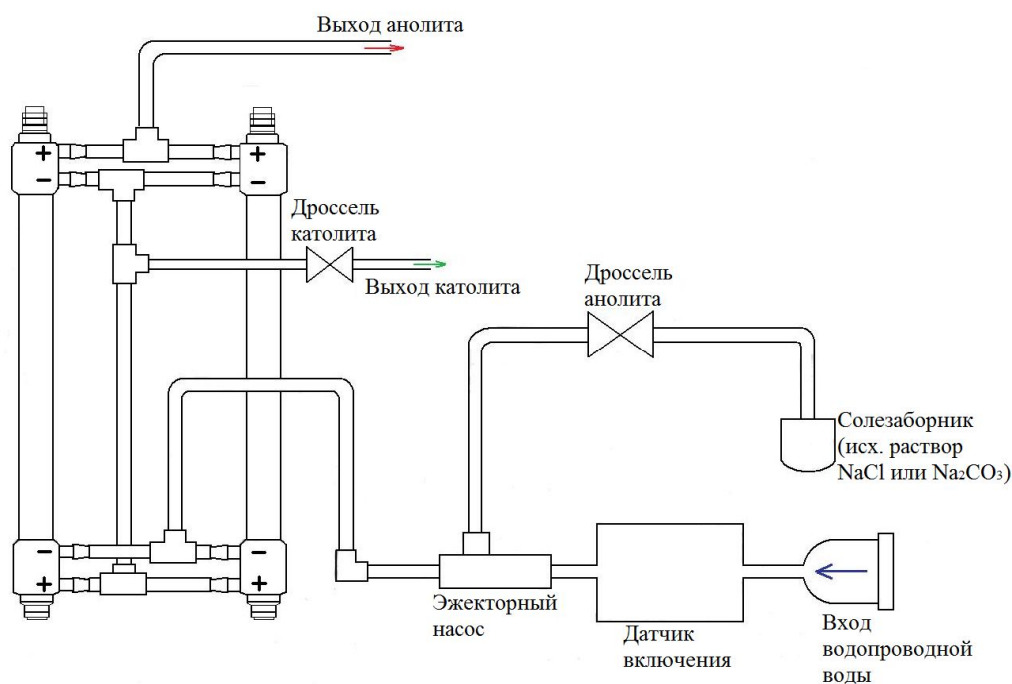 Выход анолита
+
+
−
−
Дроссель
католита
Выход католита
Дроссель
анолита
Солезаборник
(исх. раствор
NaCl или Na₂CO₃)
−
−
+
+
Эжекторный
насос
Датчик
включения
Вход
водопроводной
воды